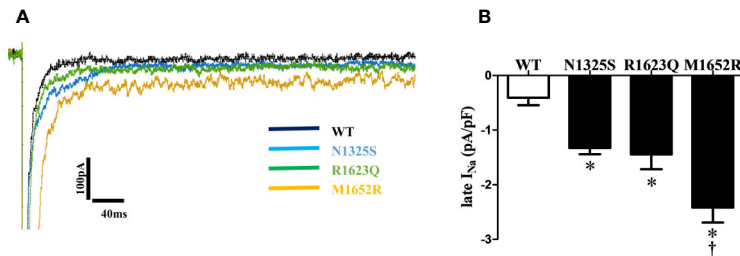 A
WT
N1325S
R1623Q
M1652R
100pA
40ms
B
WT N1325S R1623Q M1652R
late I_Na (pA/pF)
0
-1
-2
-3
*
*
*
†